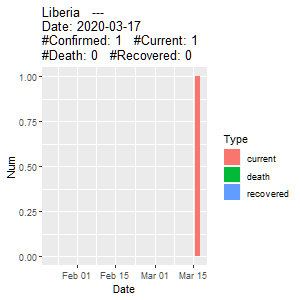 Liberia   ---
Date: 2020-03-17
#Confirmed: 1   #Current: 1
#Death: 0   #Recovered: 0
1.00
0.75
0.50
0.25
0.00
Num
Feb 01   Feb 15   Mar 01   Mar 15
Date
Type
current
death
recovered